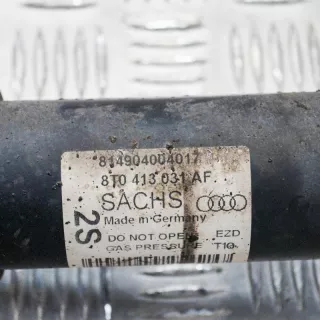 814904004017
8T0 413 031 AF
SACHS
Made in Germany
2S
DO NOT OPEN EZD
GAS PRESSURE T10